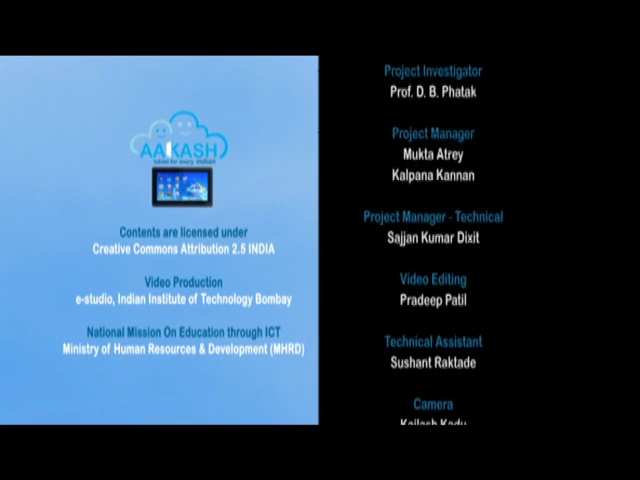 AAKASH
tablet for every indian
Contents are licensed under
Creative Commons Attribution 2.5 INDIA
Video Production
e-studio, Indian Institute of Technology Bombay
National Mission On Education through ICT
Ministry of Human Resources & Development (MHRD)
Project Investigator
Prof. D. B. Phatak
Project Manager
Mukta Atrey
Kalpana Kannan
Project Manager - Technical
Sajjan Kumar Dixit
Video Editing
Pradeep Patil
Technical Assistant
Sushant Raktade
Camera
Kailash Kadu